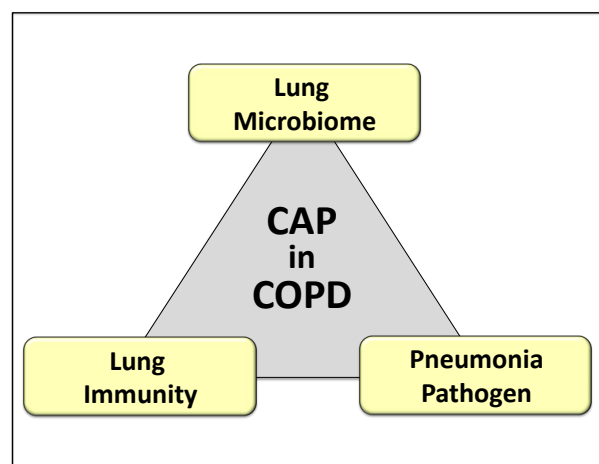 Lung
Microbiome
CAP
in
COPD
Lung
Immunity
Pneumonia
Pathogen